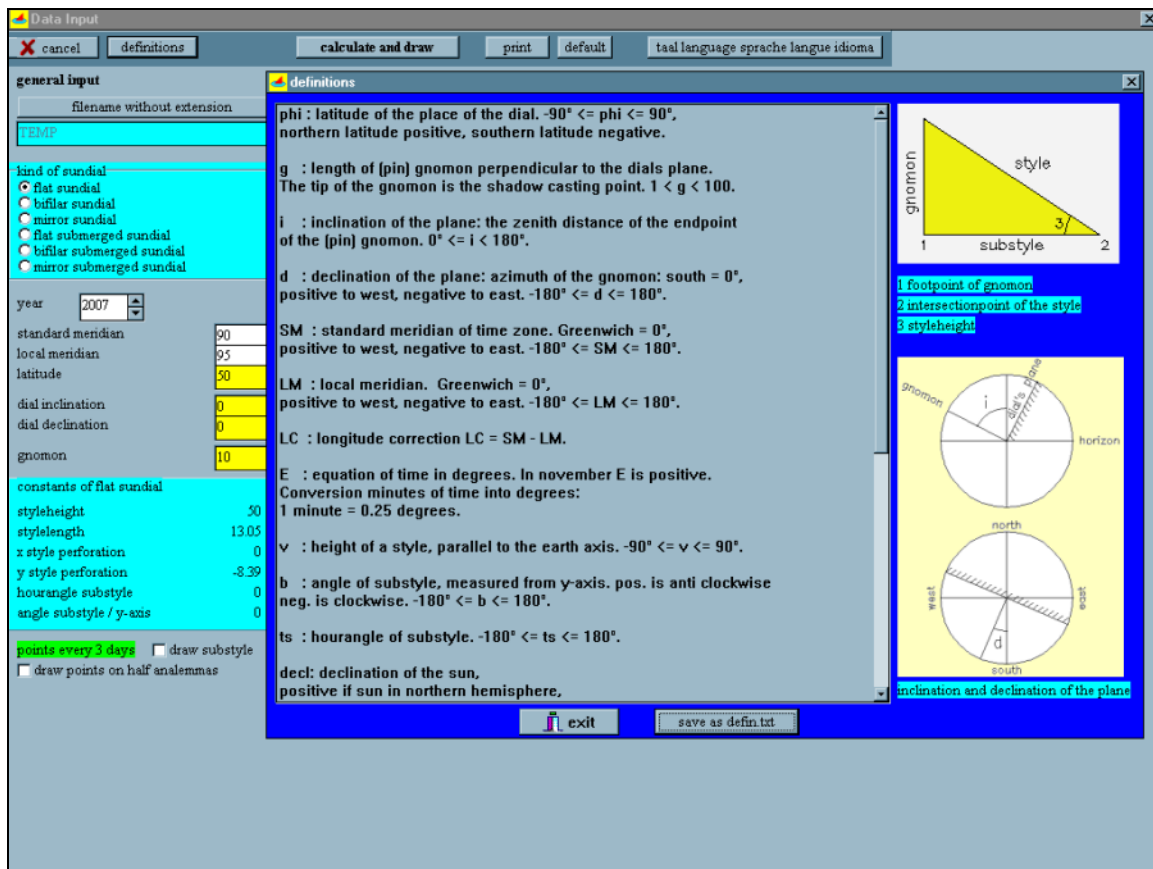 Data Input
cancel definitions calculate and draw print default taal language sprache langue idioma
general input
filename without extension
TEMP
kind of sundial
flat sundial
bifilar sundial
mirror sundial
flat submerged sundial
bifilar submerged sundial
mirror submerged sundial
year 2007
standard meridian 90
local meridian 95
latitude 50
dial inclination 0
dial declination 0
gnomon 10
constants of flat sundial
styleheight 50
stylelength 13.05
x style perforation 0
y style perforation -8.39
hourangle substyle 0
angle substyle / y-axis 0
points every 3 days draw substyle
draw points on half analemmas
definitions
phi : latitude of the place of the dial. -90° <= phi <= 90°,
northern latitude positive, southern latitude negative.
g : length of (pin) gnomon perpendicular to the dials plane.
The tip of the gnomon is the shadow casting point. 1 < g < 100.
i : inclination of the plane: the zenith distance of the endpoint
of the (pin) gnomon. 0° <= i < 180°.
d : declination of the plane: azimuth of the gnomon: south = 0°,
positive to west, negative to east. -180° <= d <= 180°.
SM : standard meridian of time zone. Greenwich = 0°,
positive to west, negative to east. -180° <= SM <= 180°.
LM : local meridian. Greenwich = 0°,
positive to west, negative to east. -180° <= LM <= 180°.
LC : longitude correction LC = SM - LM.
E : equation of time in degrees. In november E is positive.
Conversion minutes of time into degrees:
1 minute = 0.25 degrees.
v : height of a style, parallel to the earth axis. -90° <= v <= 90°.
b : angle of substyle, measured from y-axis. pos. is anti clockwise
neg. is clockwise. -180° <= b <= 180°.
ts : hourangle of substyle. -180° <= ts <= 180°.
decl: declination of the sun,
positive if sun in northern hemisphere,
exit save as defin.txt
gnomon
style
3
1 substyle 2
1 footpoint of gnomon
2 intersectionpoint of the style
3 styleheight
gnomon
i
dial's plane
horizon
north
west
east
d
south
inclination and declination of the plane